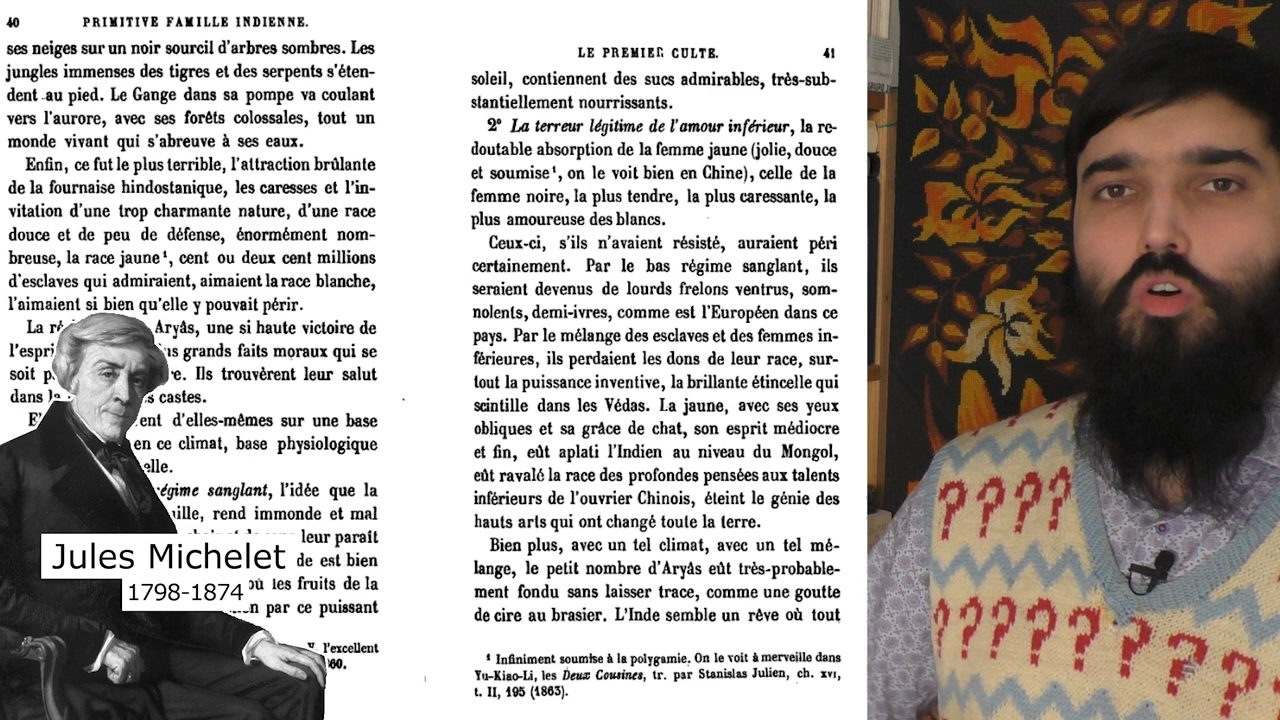 40 PRIMITIVE FAMILLE INDIENNE.
ses neiges sur un noir sourcil d'arbres sombres. Les
jungles immenses des tigres et des serpents s'éten-
dent au pied. Le Gange dans sa pompe va coulant
vers l'aurore, avec ses forêts colossales, tout un
monde vivant qui s'abreuve à ses eaux.
Enfin, ce fut le plus terrible, l'attraction brûlante
de la fournaise hindostanique, les caresses et l'in-
vitation d'une trop charmante nature, d'une race
douce et de peu de défense, énormément nom-
breuse, la race jaune¹, cent ou deux cent millions
d'esclaves qui admiraient, aimaient la race blanche,
l'aimaient si bien qu'elle y pouvait périr.
La Aryâs, une si haute victoire de
grands faits moraux qui se
soit Ils trouvèrent leur salut
dans castes.
d'elles-mêmes sur une base
en ce climat, base physiologique
régime sanglant, l'idée que la
rend immonde et mal
leur paraît
de est bien
où les fruits de la
par ce puissant
V. l'excellent
Jules Michelet
1798-1874
LE PREMIER CULTE. 41
soleil, contiennent des sucs admirables, très-sub-
stantiellement nourrissants.
2° La terreur légitime de l'amour inférieur, la re-
doutable absorption de la femme jaune (jolie, douce
et soumise¹, on le voit bien en Chine), celle de la
femme noire, la plus tendre, la plus caressante, la
plus amoureuse des blancs.
Ceux-ci, s'ils n'avaient résisté, auraient péri
certainement. Par le bas régime sanglant, ils
seraient devenus de lourds frelons ventrus, som-
nolents, demi-ivres, comme est l'Européen dans ce
pays. Par le mélange des esclaves et des femmes in-
férieures, ils perdaient les dons de leur race, sur-
tout la puissance inventive, la brillante étincelle qui
scintille dans les Védas. La jaune, avec ses yeux
obliques et sa grâce de chat, son esprit médiocre
et fin, eût aplati l'Indien au niveau du Mongol,
eût ravalé la race des profondes pensées aux talents
inférieurs de l'ouvrier Chinois, éteint le génie des
hauts arts qui ont changé toute la terre.
Bien plus, avec un tel climat, avec un tel mé-
lange, le petit nombre d'Aryâs eût très-probable-
ment fondu sans laisser trace, comme une goutte
de cire au brasier. L'Inde semble un rêve où tout
¹ Infiniment soumise à la polygamie. On le voit à merveille dans
Yu-Kiao-Li, les Deux Cousines, tr. par Stanislas Julien, ch. XVI,
t. II, 195 (1863).
? ? ? ?
? ? ? ? ? ? ? ?